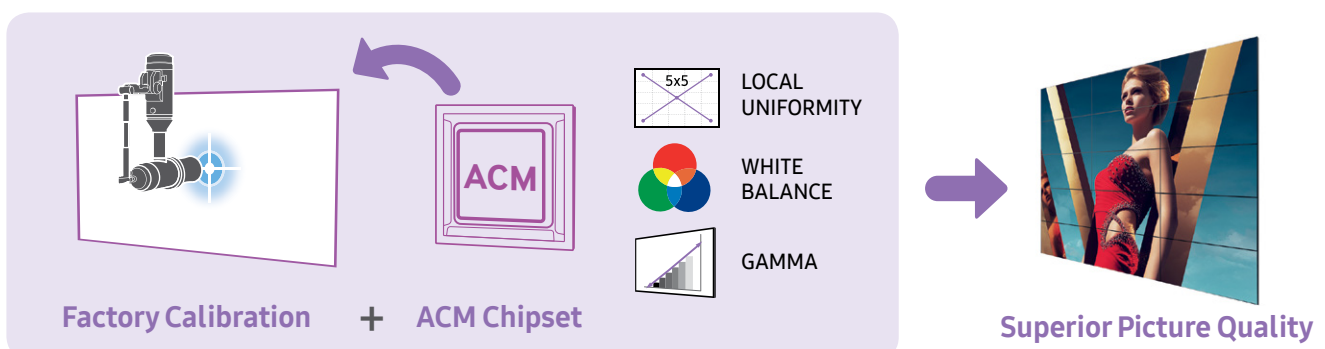 ACM
5x5
LOCAL
UNIFORMITY
WHITE
BALANCE
GAMMA
Factory Calibration + ACM Chipset
Superior Picture Quality